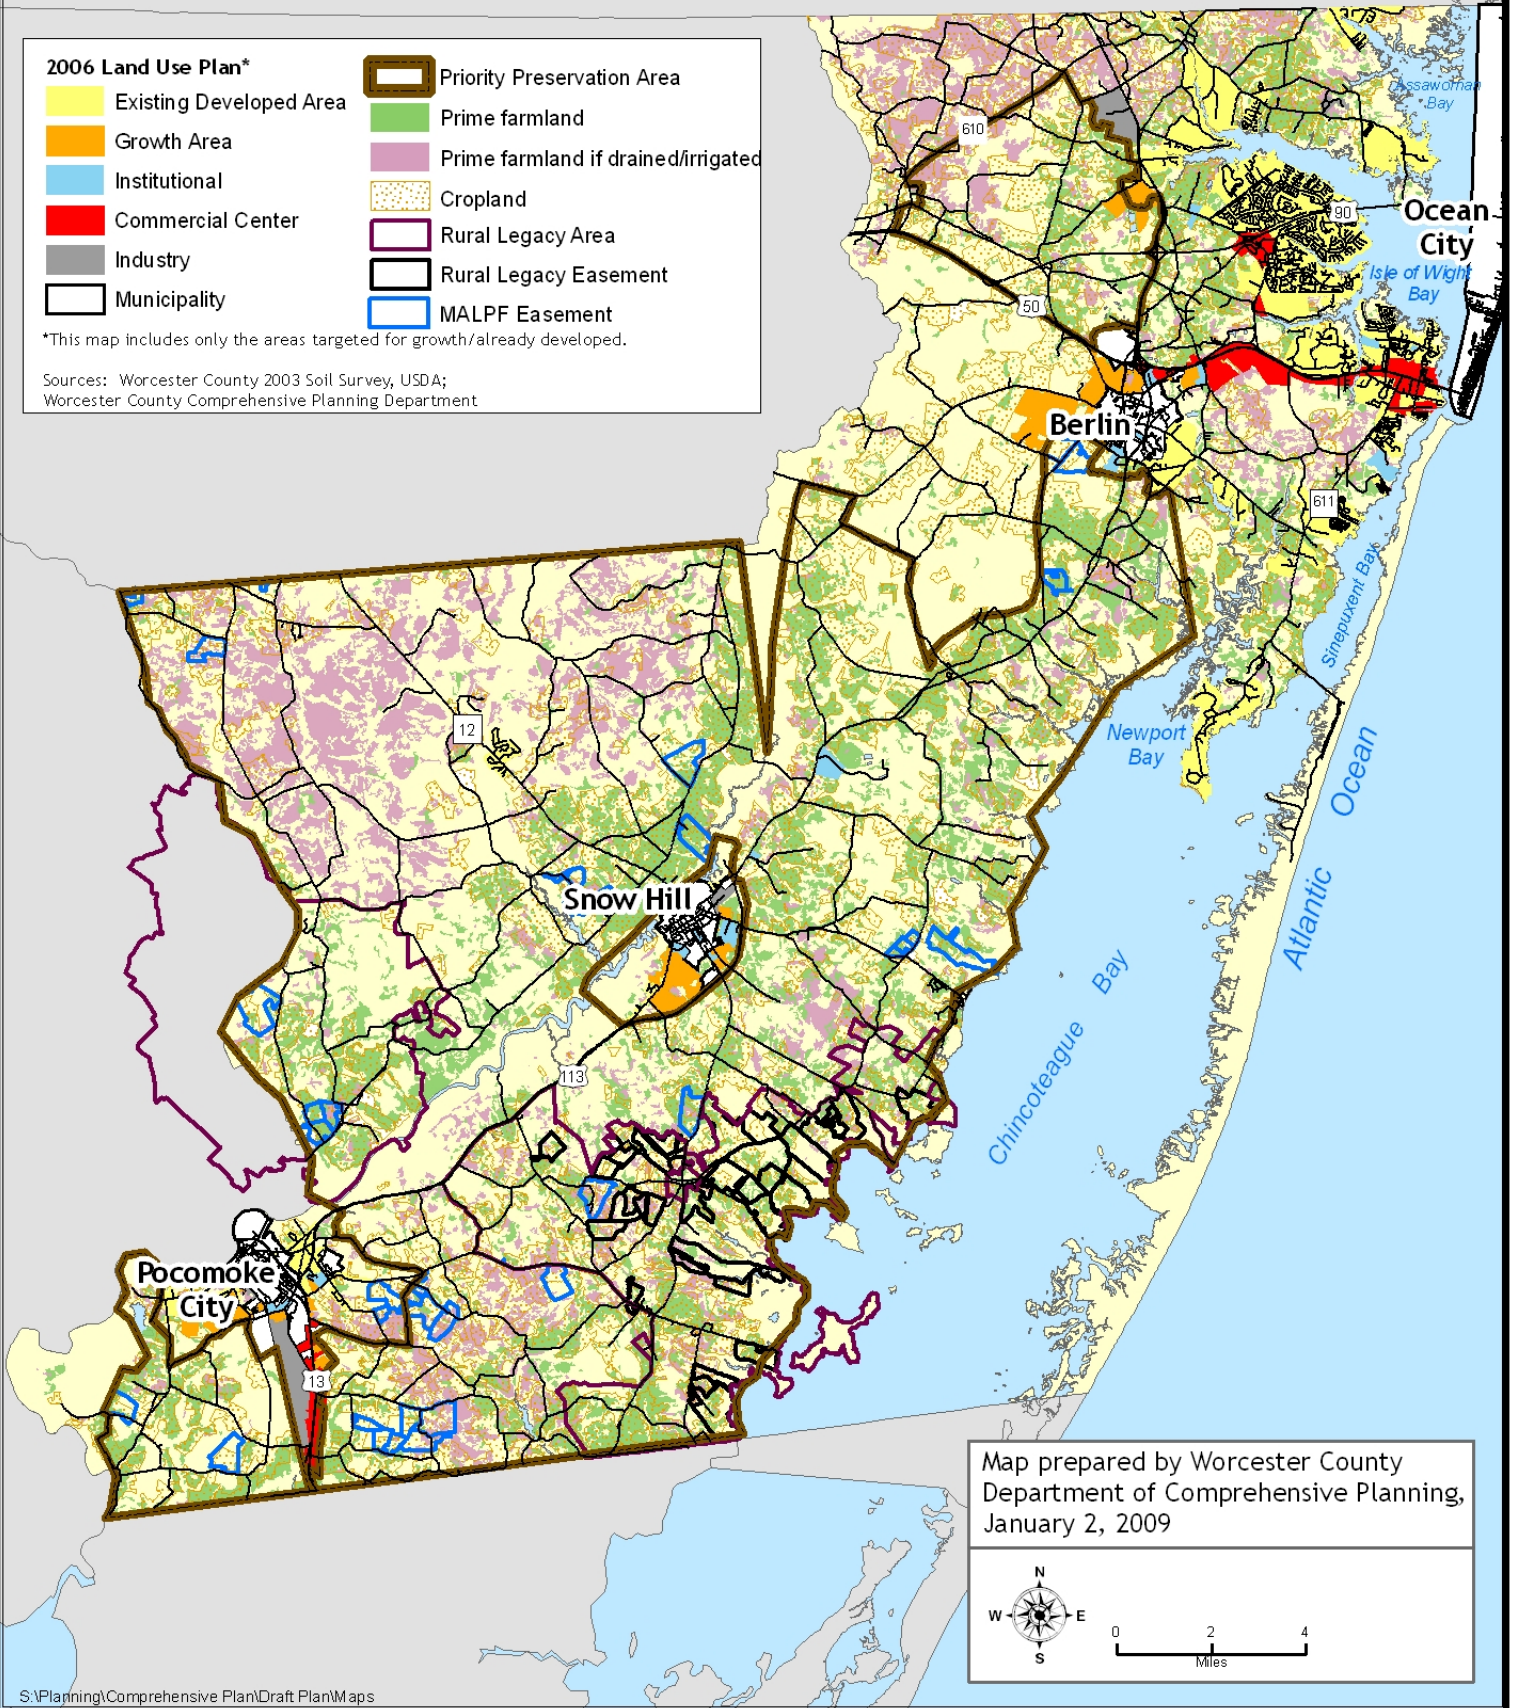 2006 Land Use Plan*
Existing Developed Area
Growth Area
Institutional
Commercial Center
Industry
Municipality
Priority Preservation Area
Prime farmland
Prime farmland if drained/irrigated
Cropland
Rural Legacy Area
Rural Legacy Easement
MALPF Easement
*This map includes only the areas targeted for growth/already developed.
Sources: Worcester County 2003 Soil Survey, USDA;
Worcester County Comprehensive Planning Department
Assawoman
Bay
610
90
Ocean
City
Isle of Wight
Bay
50
Berlin
611
Sinepuxent Bay
12
Newport
Bay
Atlantic Ocean
Snow Hill
Chincoteague Bay
113
Pocomoke
City
13
Map prepared by Worcester County
Department of Comprehensive Planning,
January 2, 2009
N
W
E
S
0 2 4
Miles
S:\Planning\Comprehensive Plan\Draft Plan\Maps